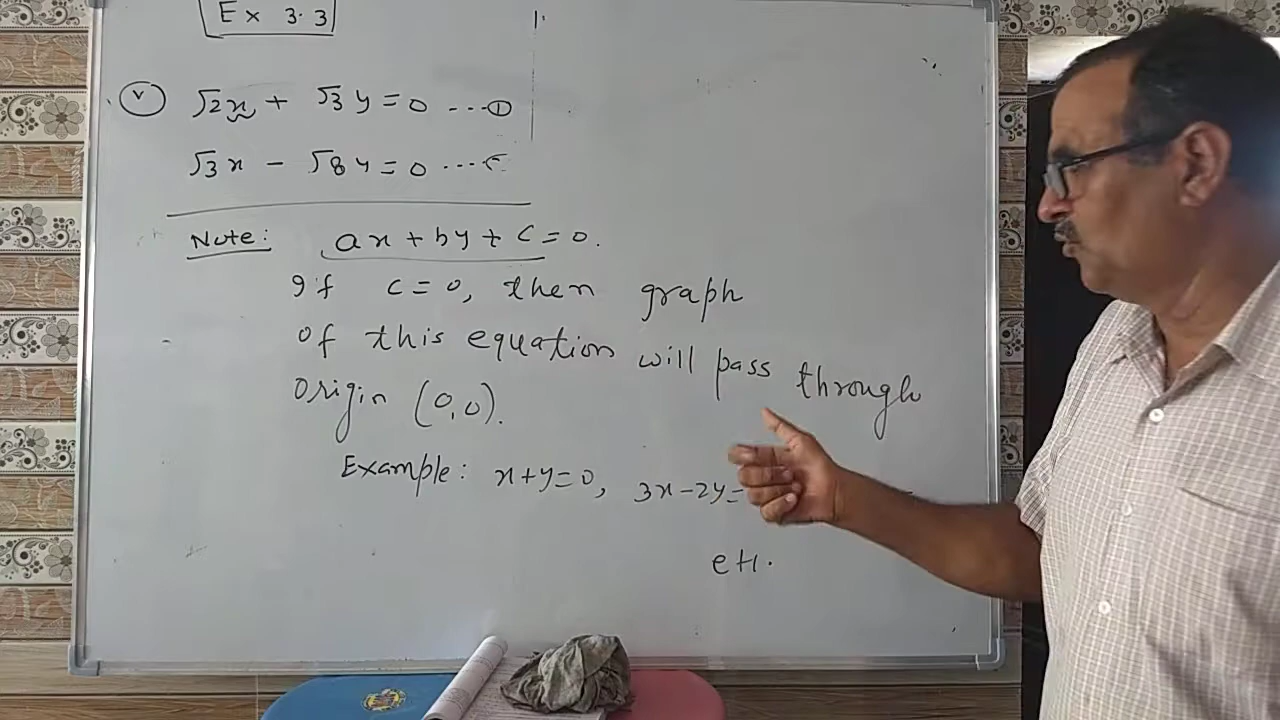 Ex 3.3
v √2x + √3y = 0 ---- ①
√3x - √8y = 0 ----
Note: ax + by + c = 0.
If c = 0, then graph
of this equation will pass through
origin (0,0).
Example: x+y=0, 3x-2y=
etc.